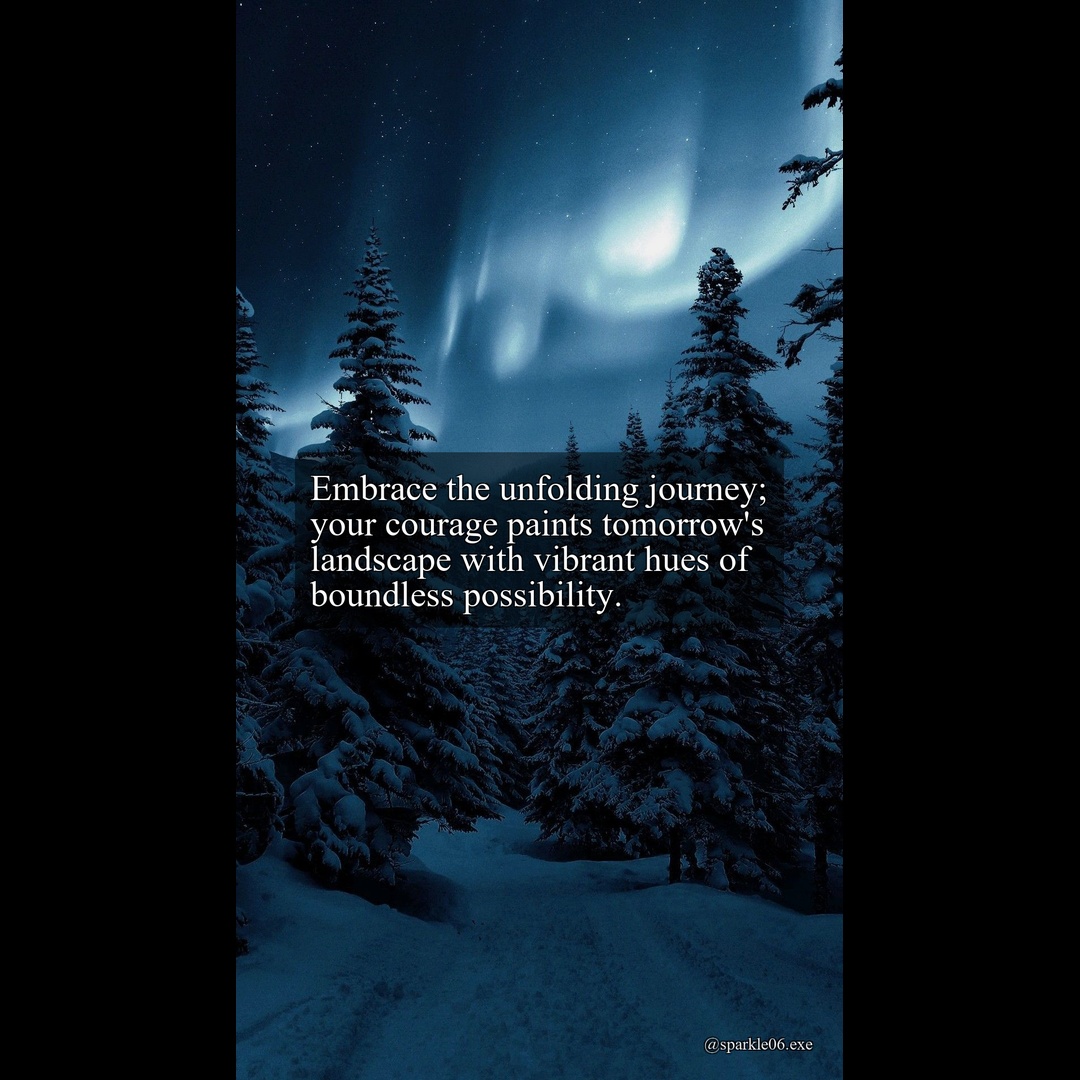 Embrace the unfolding journey;
your courage paints tomorrow's
landscape with vibrant hues of
boundless possibility.
@sparkle06.exe